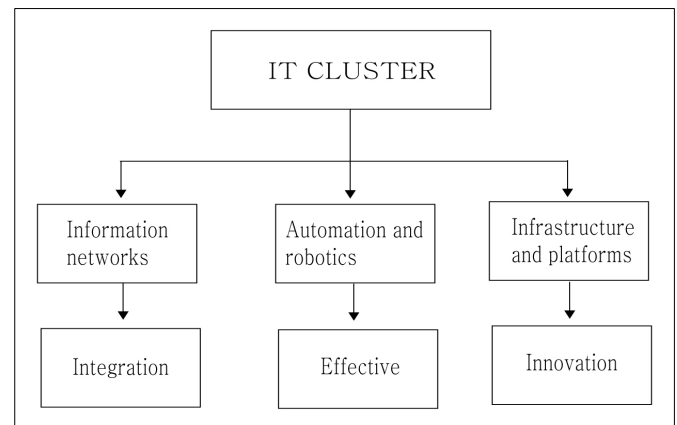 IT CLUSTER
Information
networks
Automation and
robotics
Infrastructure
and platforms
Integration
Effective
Innovation